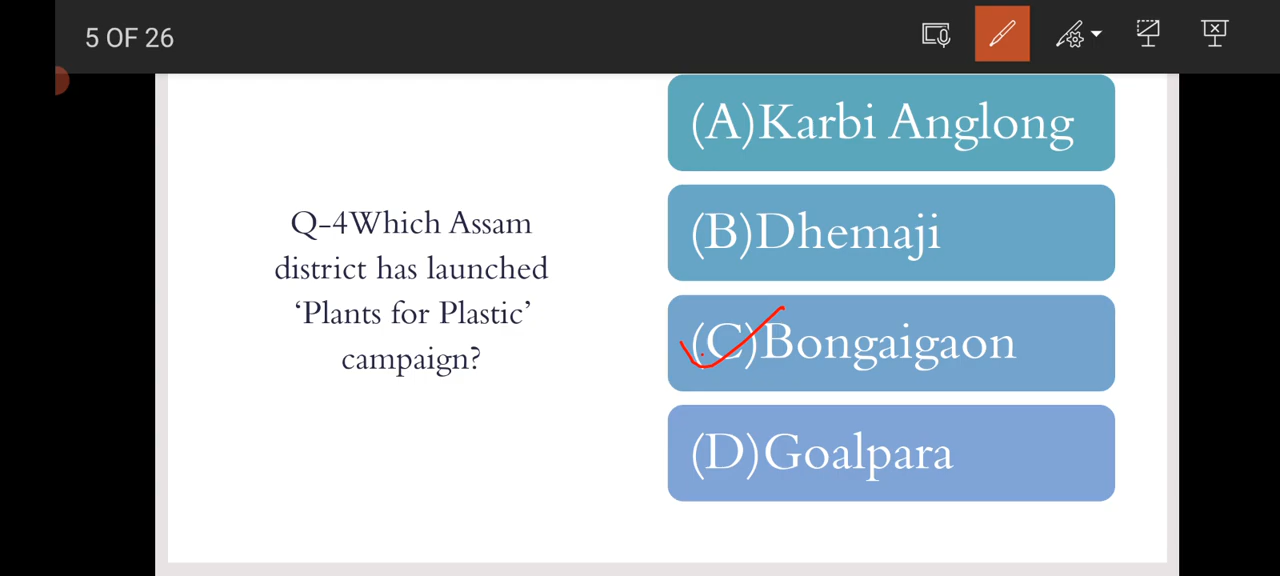 5 OF 26
Q-4Which Assam
district has launched
‘Plants for Plastic’
campaign?
(A)Karbi Anglong
(B)Dhemaji
(C)Bongaigaon
(D)Goalpara